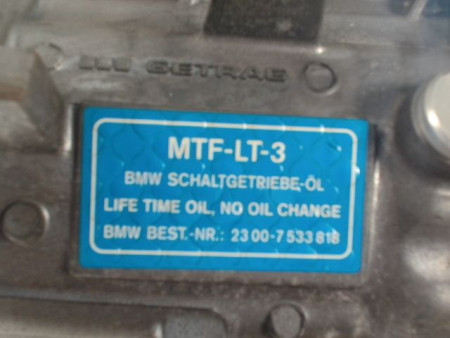 GETRAG
MTF-LT-3
BMW SCHALTGETRIEBE-ÖL
LIFE TIME OIL, NO OIL CHANGE
BMW BEST.-NR.: 23 00-7 533 818